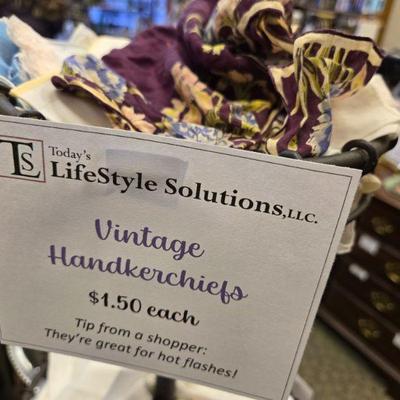 TS
Today's
LifeStyle Solutions,LLC.
Vintage
Handkerchiefs
$1.50 each
Tip from a shopper:
They're great for hot flashes!